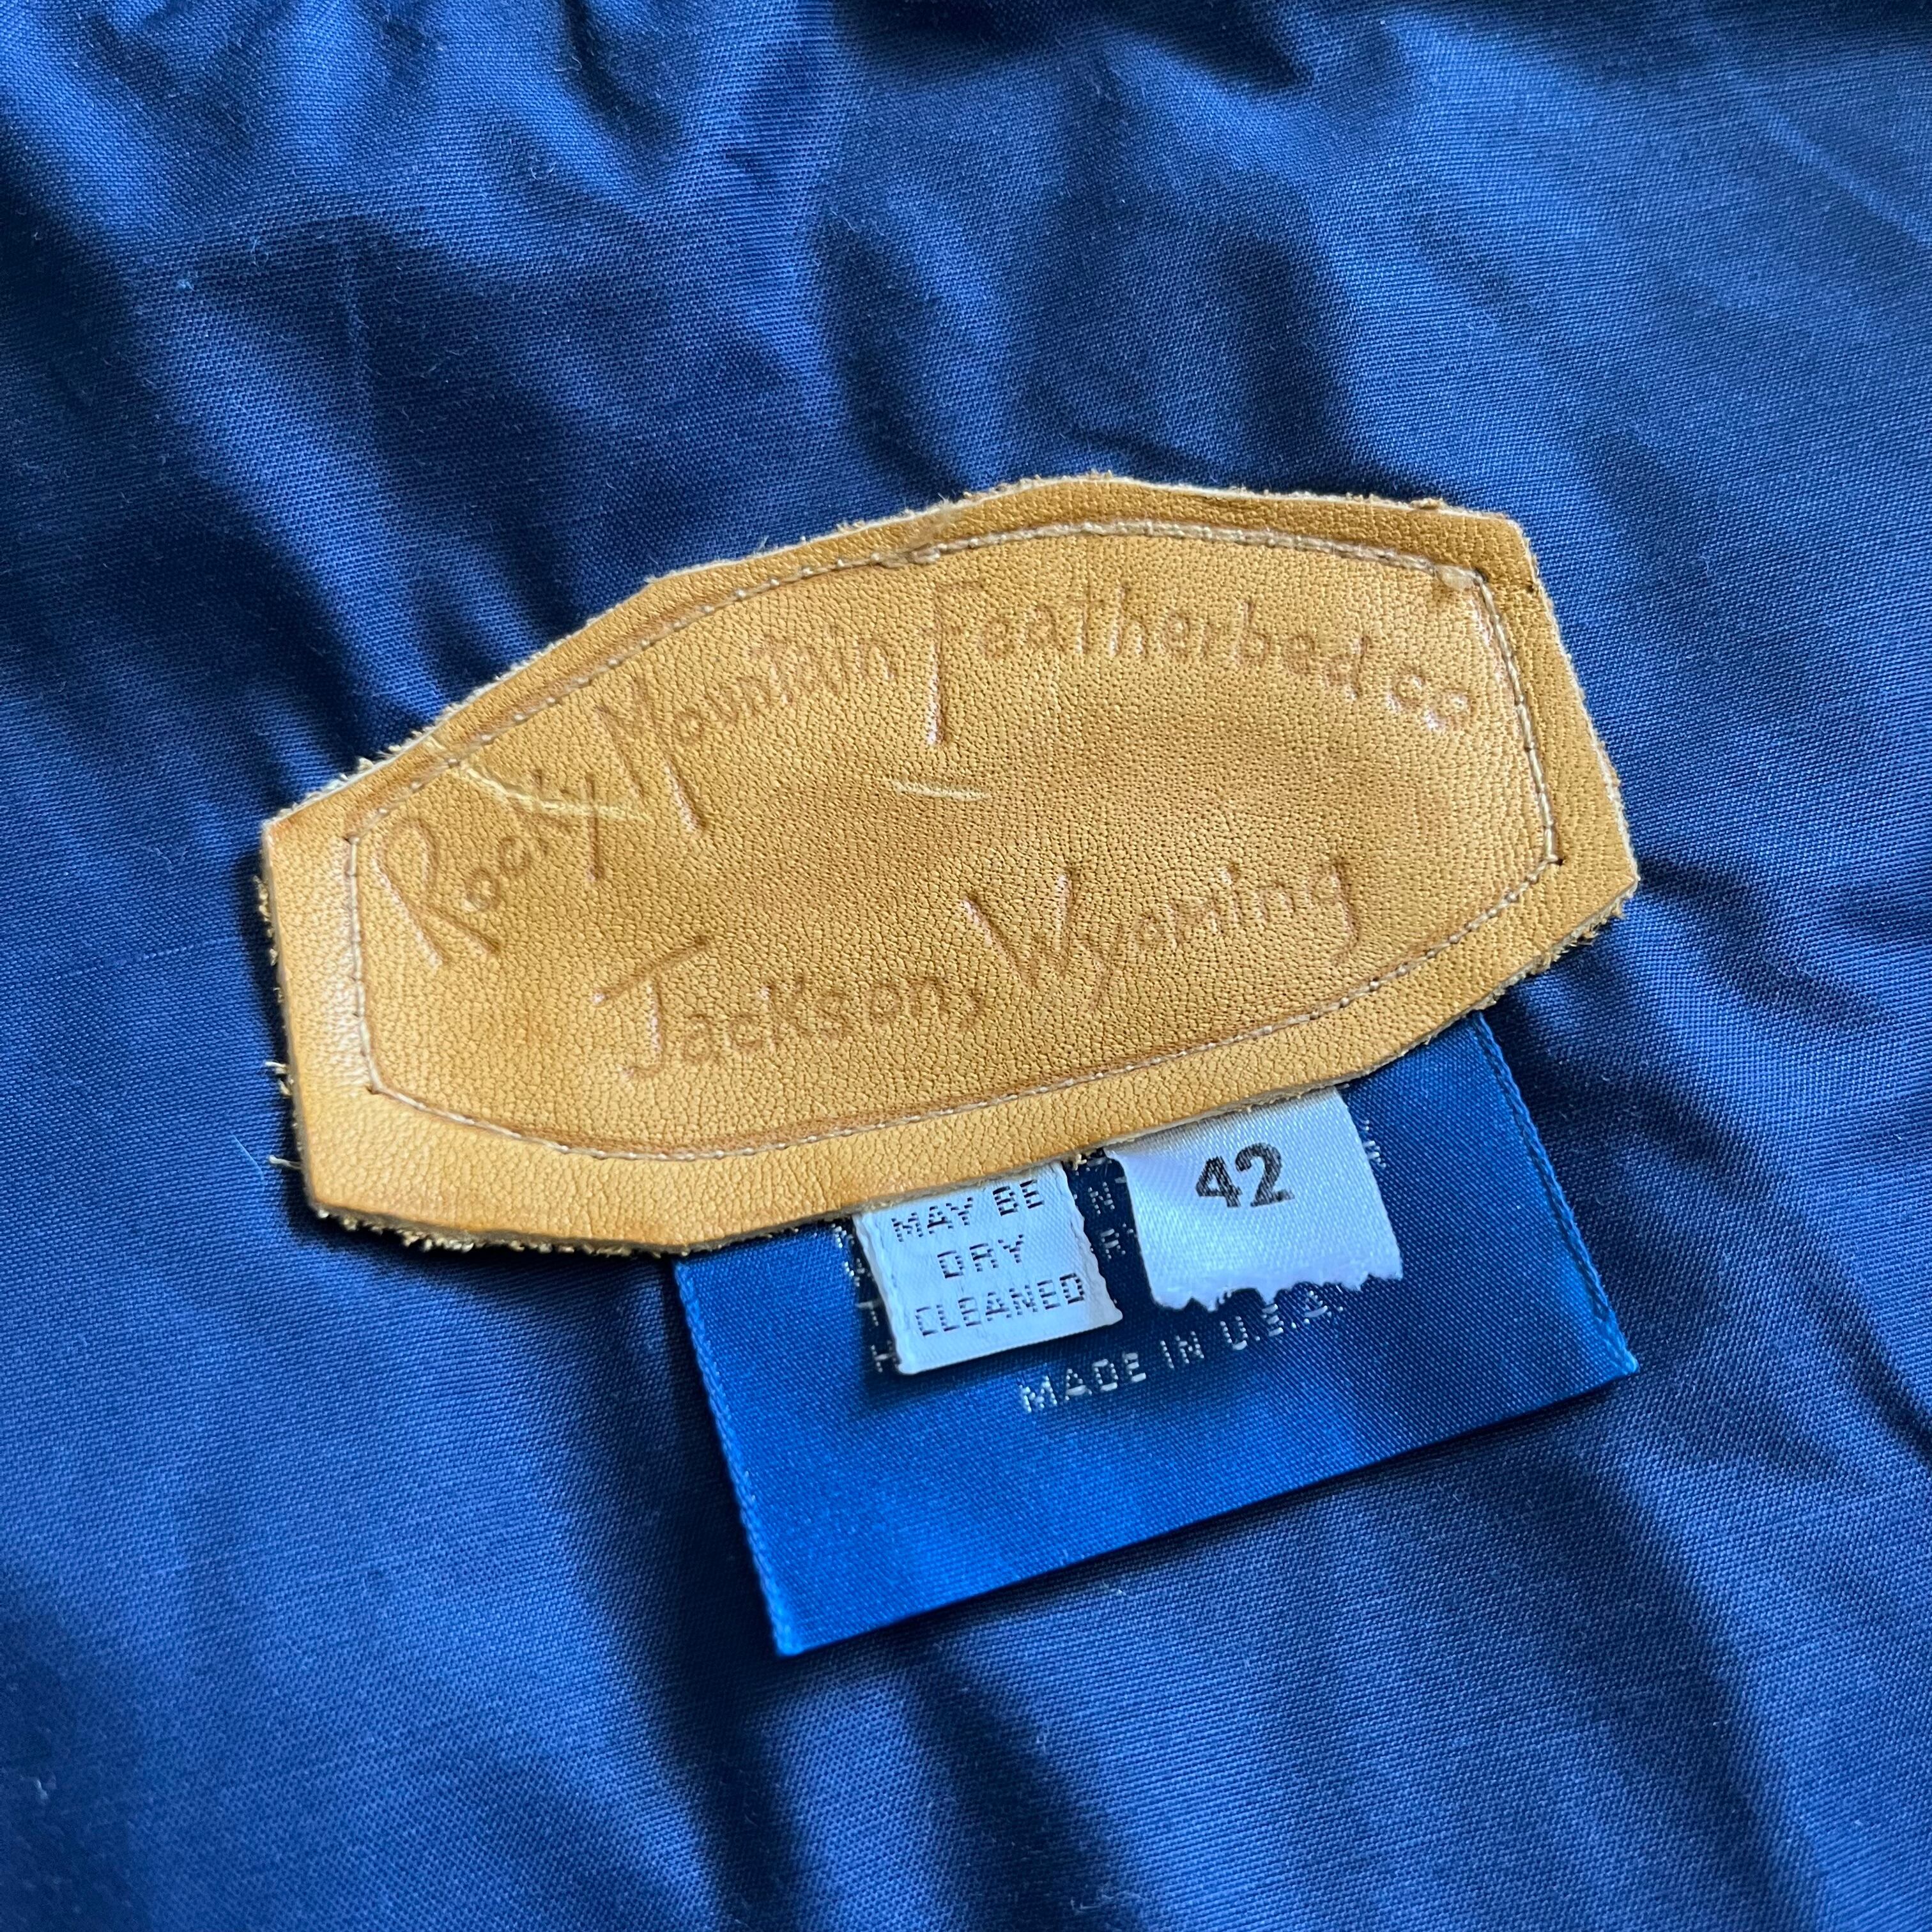 Rocky Mountain Featherbed co
Jackson, Wyoming
42
MAY BE
DRY
CLEANED
MADE IN U.S.A.